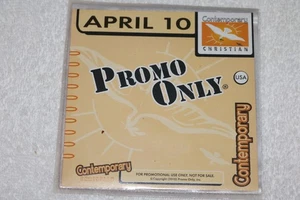 APRIL 10
Contemporary
CHRISTIAN
PROMO
ONLY®
USA
Contemporary
Contemporary
FOR PROMOTIONAL USE ONLY, NOT FOR SALE